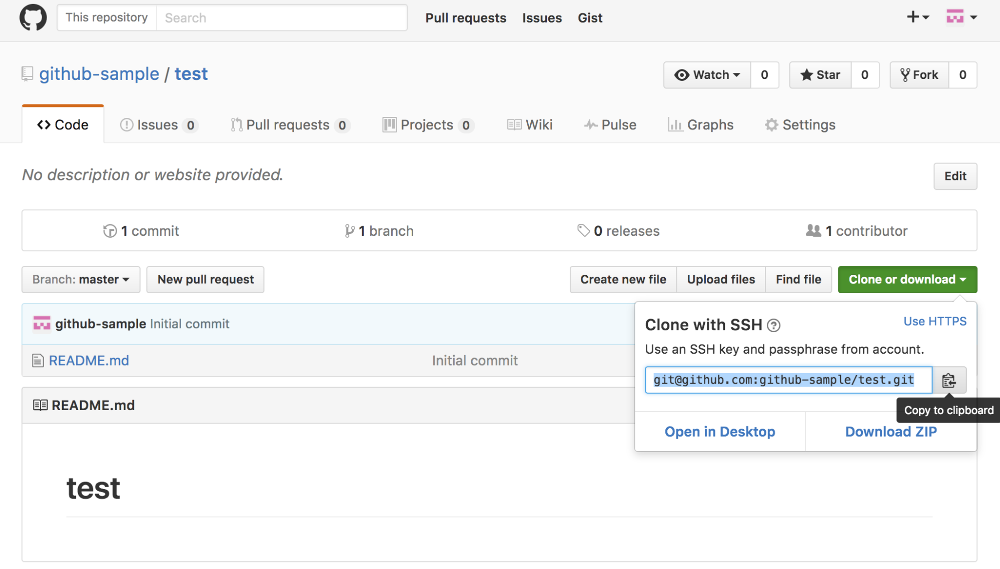 This repository Search Pull requests Issues Gist
github-sample / test Watch 0 Star 0 Fork 0
Code Issues 0 Pull requests 0 Projects 0 Wiki Pulse Graphs Settings
No description or website provided. Edit
1 commit 1 branch 0 releases 1 contributor
Branch: master New pull request Create new file Upload files Find file Clone or download
github-sample Initial commit
README.md Initial commit
Clone with SSH ? Use HTTPS
Use an SSH key and passphrase from account.
git@github.com:github-sample/test.git
Copy to clipboard
Open in Desktop Download ZIP
README.md
test